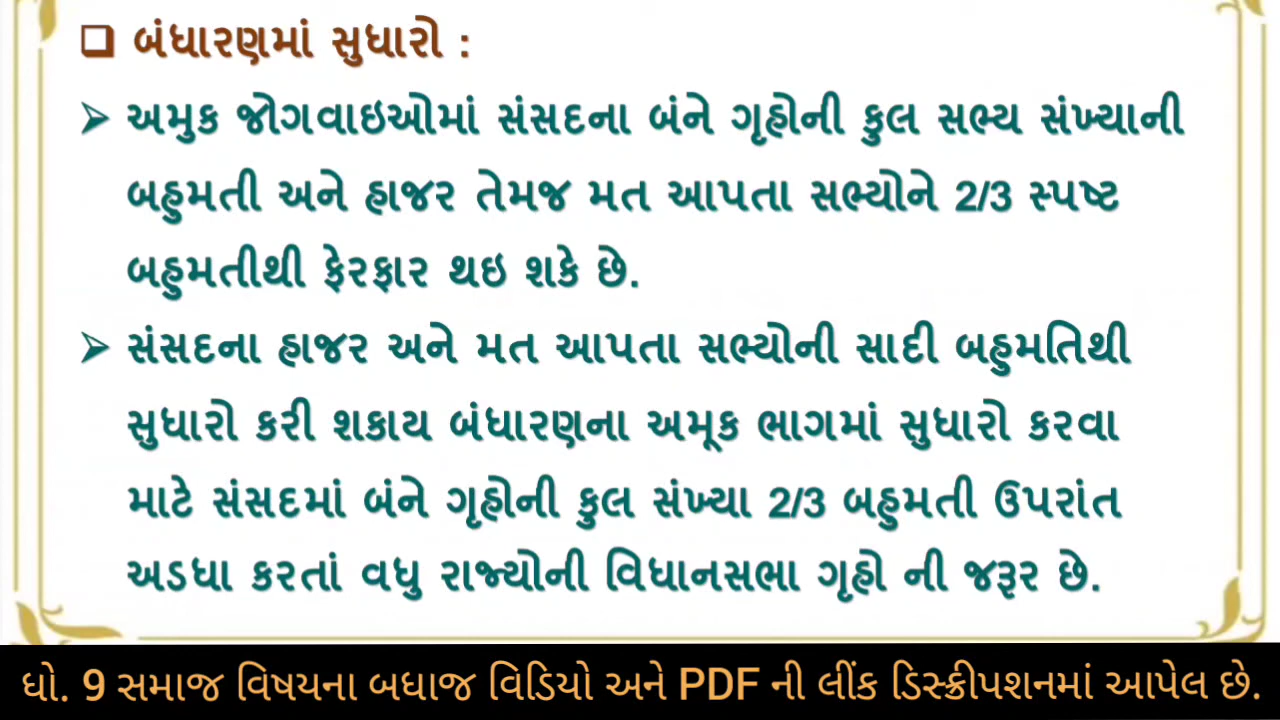 ❑ બંધારણમાં સુધારો :
➢ અમુક જોગવાઇઓમાં સંસદના બંને ગૃહોની કુલ સભ્ય સંખ્યાની
બહુમતી અને હાજર તેમજ મત આપતા સભ્યોને 2/3 સ્પષ્ટ
બહુમતીથી ફેરફાર થઇ શકે છે.
➢ સંસદના હાજર અને મત આપતા સભ્યોની સાદી બહુમતિથી
સુધારો કરી શકાય બંધારણના અમૂક ભાગમાં સુધારો કરવા
માટે સંસદમાં બંને ગૃહોની કુલ સંખ્યા 2/3 બહુમતી ઉપરાંત
અડધા કરતાં વધુ રાજ્યોની વિધાનસભા ગૃહો ની જરૂર છે.
ધો. 9 સમાજ વિષયના બધાજ વિડિયો અને PDF ની લીંક ડિસ્ક્રીપશનમાં આપેલ છે.